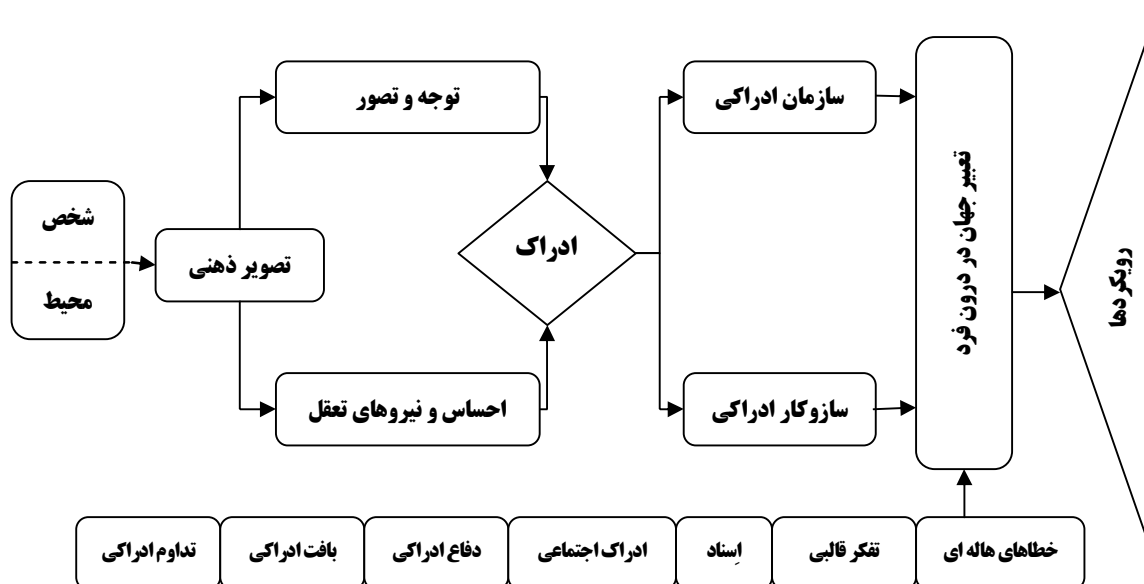 شخص
محیط
تصویر ذهنی
توجه و تصور
احساس و نیروهای تعقل
ادراک
سازمان ادراکی
سازوکار ادراکی
تعبیر جهان در درون فرد
رویکردها
خطاهای هاله ای
تفکر قالبی
اِسناد
ادراک اجتماعی
دفاع ادراکی
بافت ادراکی
تداوم ادراکی